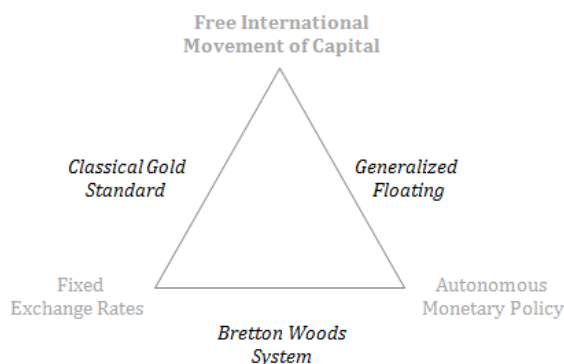 Free International
Movement of Capital
Classical Gold
Standard
Generalized
Floating
Fixed
Exchange Rates
Autonomous
Monetary Policy
Bretton Woods
System